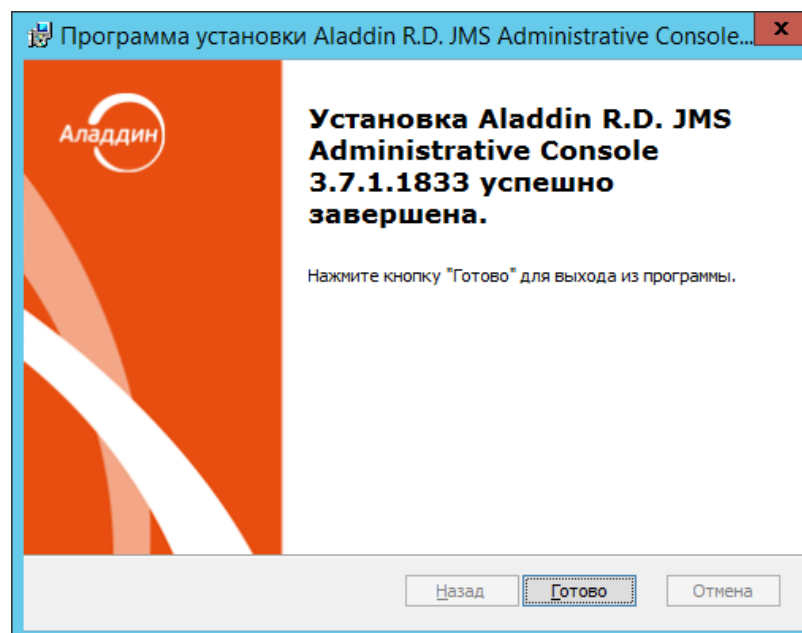 Программа установки Aladdin R.D. JMS Administrative Console...
Аладдин
Установка Aladdin R.D. JMS
Administrative Console
3.7.1.1833 успешно
завершена.
Нажмите кнопку "Готово" для выхода из программы.
Назад Готово Отмена